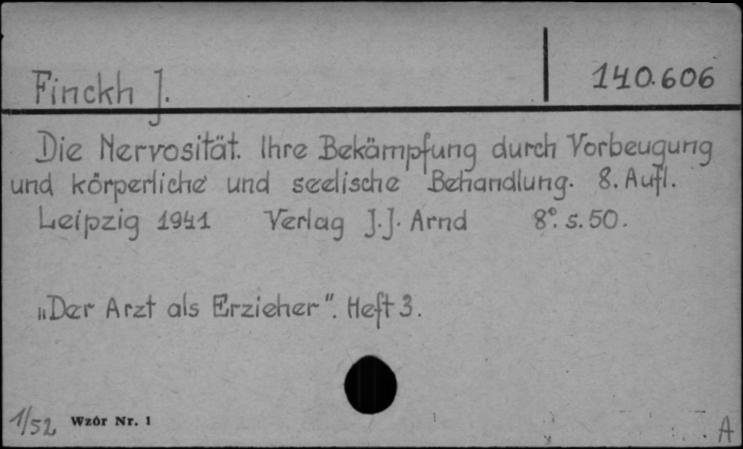 Finckh J.
140.606
Die Nervosität. Ihre Bekämpfung durch Vorbeugung
und körperliche und seelische Behandlung. 8. Aufl.
Leipzig 1941 Verlag J.J. Arnd 8°. s. 50.
„Der Arzt als Erzieher". Heft 3.
1/52 Wzór Nr. 1
A